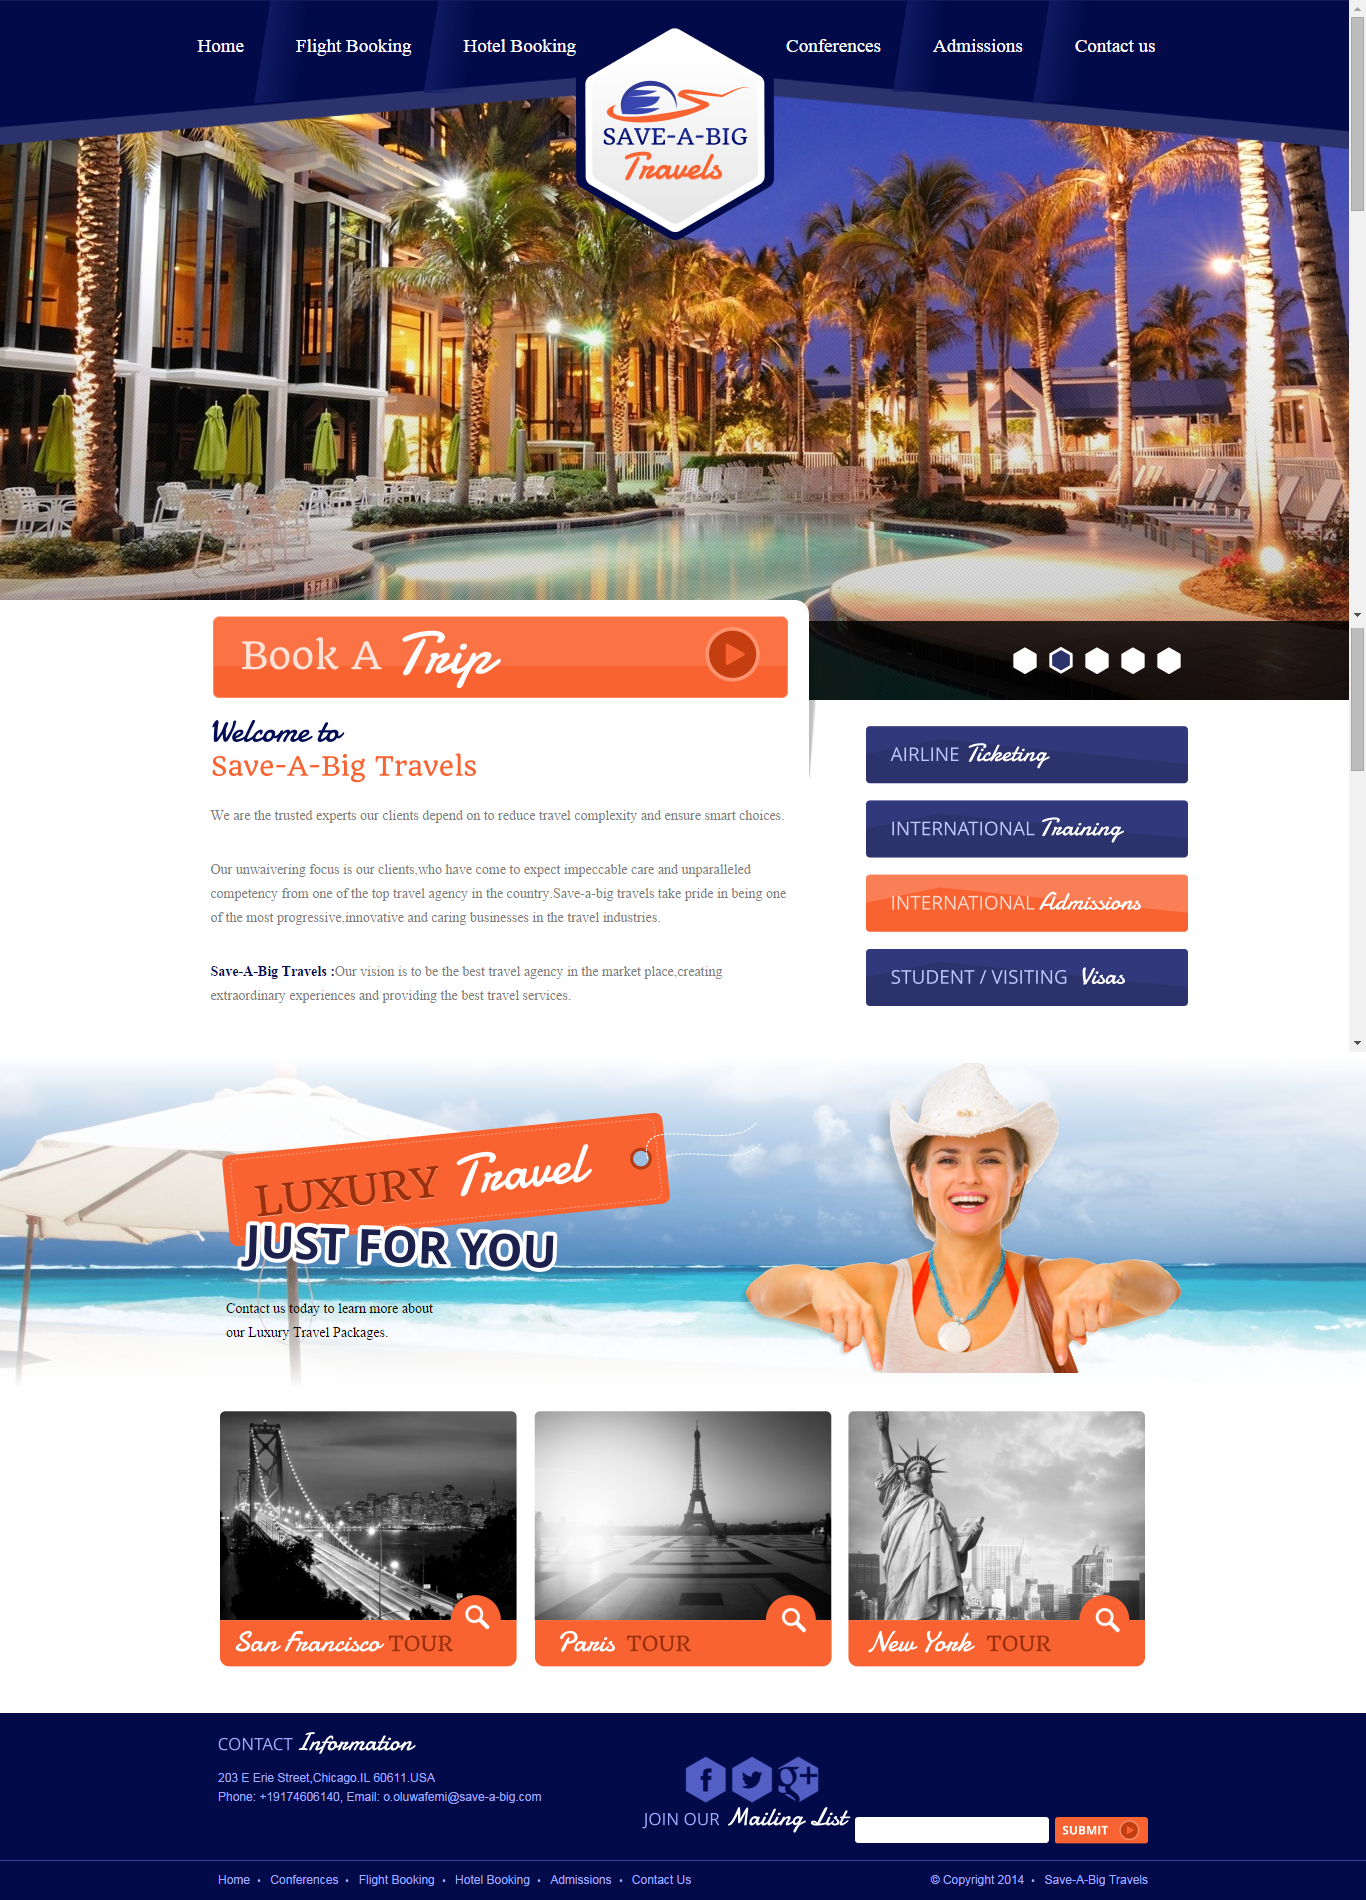 Home Flight Booking Hotel Booking Conferences Admissions Contact us
SAVE-A-BIG
Travels
Book A Trip
Welcome to
Save-A-Big Travels
We are the trusted experts our clients depend on to reduce travel complexity and ensure smart choices.
Our unwaivering focus is our clients,who have come to expect impeccable care and unparalleled
competency from one of the top travel agency in the country.Save-a-big travels take pride in being one
of the most progressive,innovative and caring businesses in the travel industries.
Save-A-Big Travels :Our vision is to be the best travel agency in the market place,creating
extraordinary experiences and providing the best travel services.
AIRLINE Ticketing
INTERNATIONAL Training
INTERNATIONAL Admissions
STUDENT / VISITING Visas
LUXURY Travel
JUST FOR YOU
Contact us today to learn more about
our Luxury Travel Packages.
San Francisco TOUR
Paris TOUR
New York TOUR
CONTACT Information
203 E Erie Street,Chicago.IL 60611.USA
Phone: +19174606140, Email: o.oluwafemi@save-a-big.com
JOIN OUR Mailing List
SUBMIT
Home • Conferences • Flight Booking • Hotel Booking • Admissions • Contact Us
© Copyright 2014 • Save-A-Big Travels